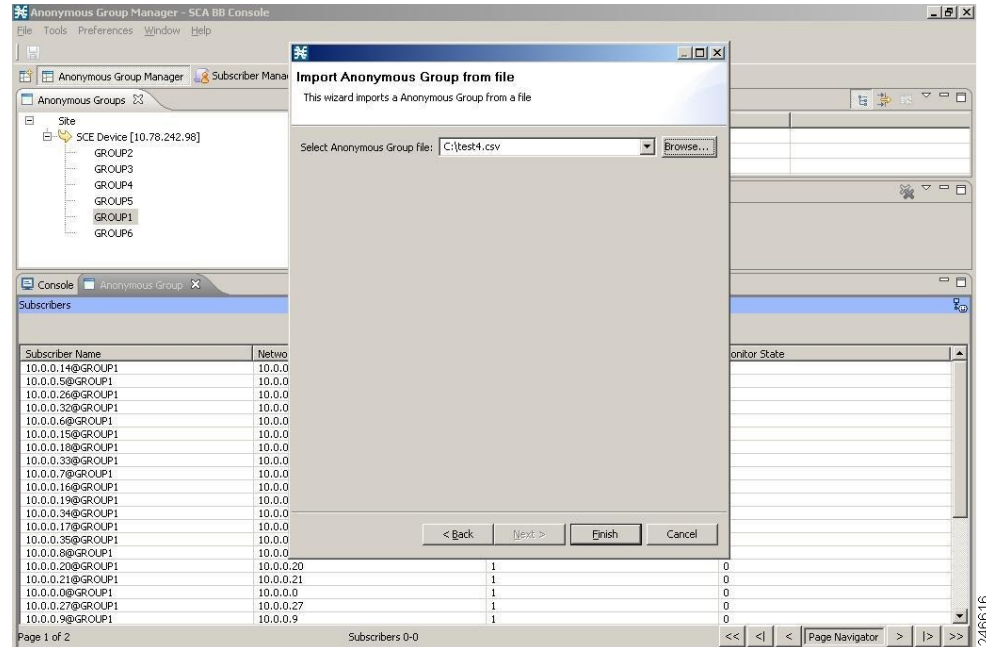 Anonymous Group Manager - SCA BB Console
File Tools Preferences Window Help
Anonymous Group Manager Subscriber Mana
Anonymous Groups
Site
SCE Device [10.78.242.98]
GROUP2
GROUP3
GROUP4
GROUP5
GROUP1
GROUP6
Import Anonymous Group from file
This wizard imports a Anonymous Group from a file
Select Anonymous Group file: C:\test4.csv Browse...
< Back Next > Finish Cancel
Console Anonymous Group
Subscribers
Subscriber Name Netwo onitor State
10.0.0.14@GROUP1 10.0.0
10.0.0.5@GROUP1 10.0.0
10.0.0.26@GROUP1 10.0.0
10.0.0.32@GROUP1 10.0.0
10.0.0.6@GROUP1 10.0.0
10.0.0.15@GROUP1 10.0.0
10.0.0.18@GROUP1 10.0.0
10.0.0.33@GROUP1 10.0.0
10.0.0.7@GROUP1 10.0.0
10.0.0.16@GROUP1 10.0.0
10.0.0.19@GROUP1 10.0.0
10.0.0.34@GROUP1 10.0.0
10.0.0.17@GROUP1 10.0.0
10.0.0.35@GROUP1 10.0.0
10.0.0.8@GROUP1 10.0.0
10.0.0.20@GROUP1 10.0.0.20 1 0
10.0.0.21@GROUP1 10.0.0.21 1 0
10.0.0.0@GROUP1 10.0.0.0 1 0
10.0.0.27@GROUP1 10.0.0.27 1 0
10.0.0.9@GROUP1 10.0.0.9 1 0
Page 1 of 2 Subscribers 0-0 << <| < Page Navigator > |> >>
246616